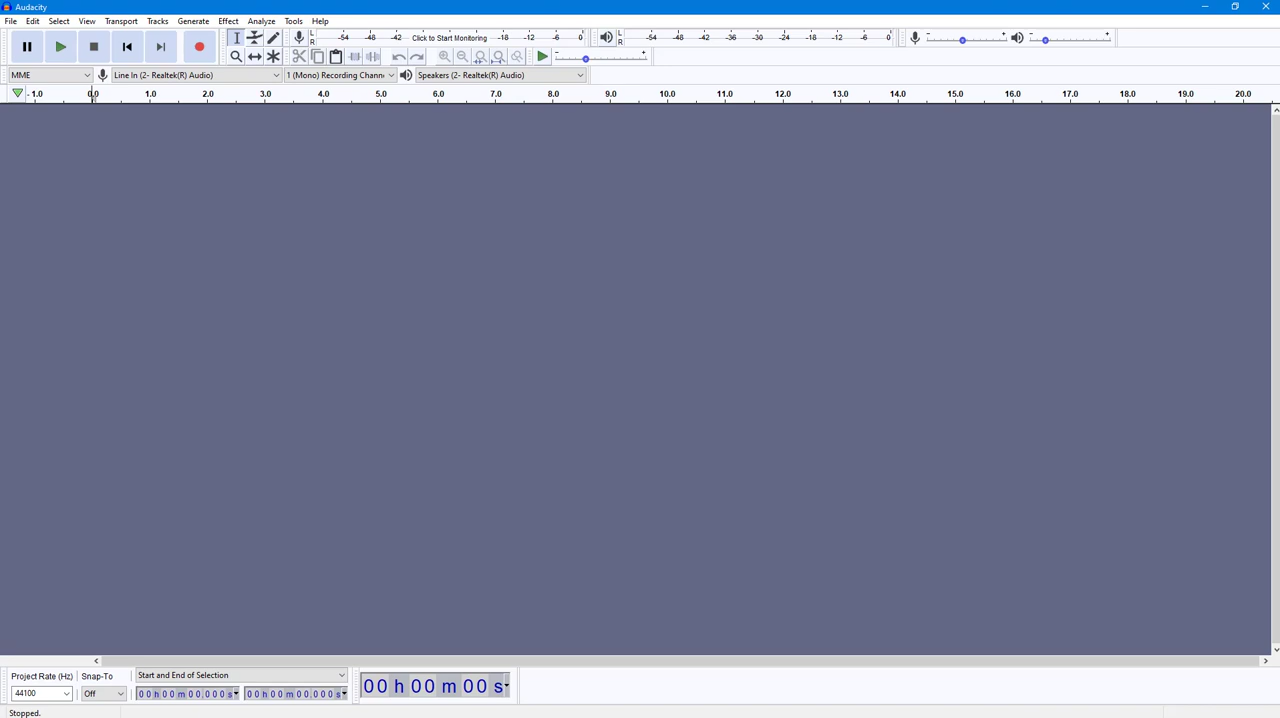 Audacity
File Edit Select View Transport Tracks Generate Effect Analyze Tools Help
L R -54 -48 -42 Click to Start Monitoring -18 -12 -6 0 L R -54 -48 -42 -36 -30 -24 -18 -12 -6 0 - + - +
- +
MME Line In (2- Realtek(R) Audio) 1 (Mono) Recording Chann Speakers (2- Realtek(R) Audio)
- 1.0 0.0 1.0 2.0 3.0 4.0 5.0 6.0 7.0 8.0 9.0 10.0 11.0 12.0 13.0 14.0 15.0 16.0 17.0 18.0 19.0 20.0
Project Rate (Hz) Snap-To Start and End of Selection
44100 Off 00 h 00 m 00.000 s 00 h 00 m 00.000 s 00 h 00 m 00 s
Stopped.